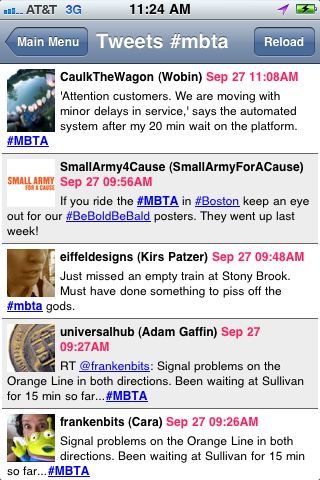 AT&T 3G 11:24 AM
Main Menu Tweets #mbta Reload
CaulkTheWagon (Wobin) Sep 27 11:08AM
'Attention customers. We are moving with
minor delays in service,' says the automated
system after my 20 min wait on the platform.
#MBTA
SMALL ARMY
FOR A CAUSE
SmallArmy4Cause (SmallArmyForACause)
Sep 27 09:56AM
If you ride the #MBTA in #Boston keep an eye
out for our #BeBoldBeBald posters. They went up last
week!
eiffeldesigns (Kirs Patzer) Sep 27 09:48AM
Just missed an empty train at Stony Brook.
Must have done something to piss off the
#mbta gods.
universalhub (Adam Gaffin) Sep 27
09:27AM
RT @frankenbits: Signal problems on the
Orange Line in both directions. Been waiting at Sullivan
for 15 min so far...#MBTA
frankenbits (Cara) Sep 27 09:26AM
Signal problems on the Orange Line in both
directions. Been waiting at Sullivan for 15 min
so far...#MBTA